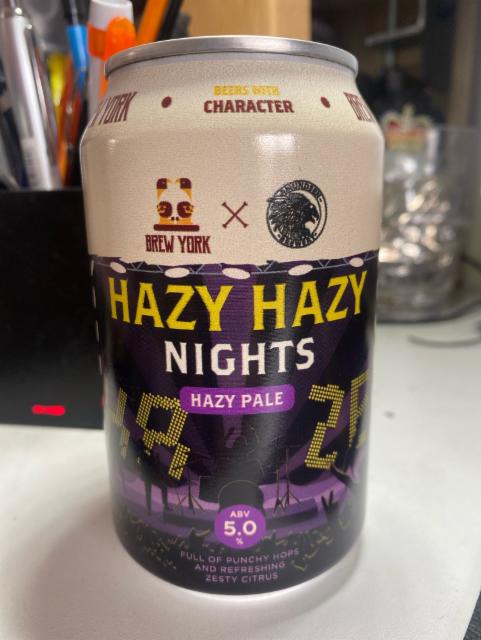 YORK
BEERS WITH
CHARACTER
BRE
BREW YORK
HAZY HAZY
NIGHTS
HAZY PALE
ABV
5.0
%
FULL OF PUNCHY HOPS
AND REFRESHING
ZESTY CITRUS